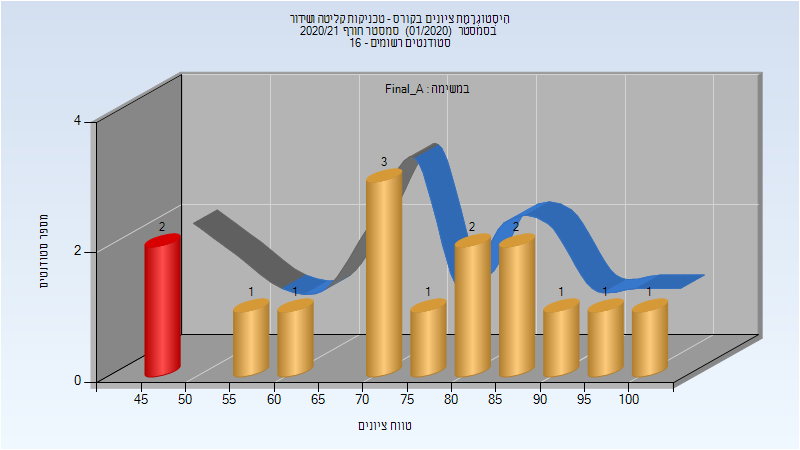 היסטוגרמת ציונים בקורס - טכניקות קליטה ושידור
בסמסטר (01/2020) סמסטר חורף 2020/21
סטודנטים רשומים - 16
במשימה : Final_A
מספר סטודנטים
4
2
0
2
1
1
3
1
2
2
1
1
1
45 50 55 60 65 70 75 80 85 90 95 100
טווח ציונים